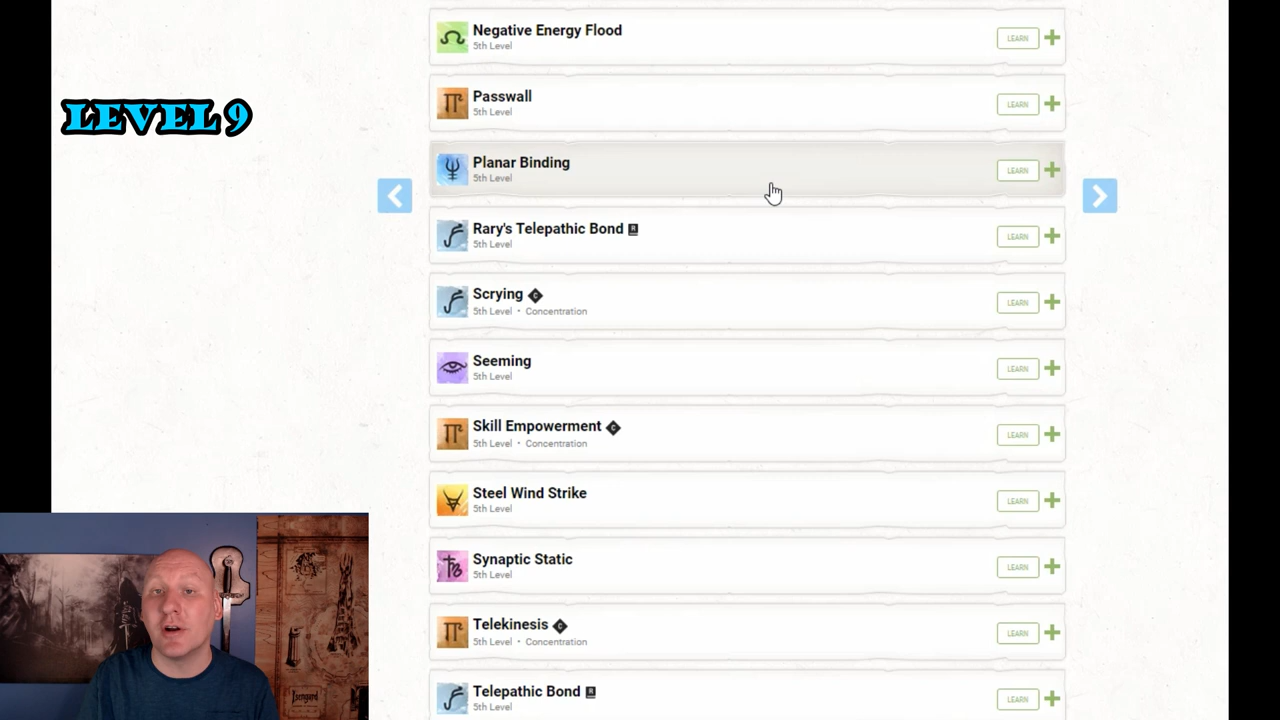 Negative Energy Flood
5th Level
LEARN
LEVEL 9
Passwall
5th Level
LEARN
Planar Binding
5th Level
LEARN
Rary's Telepathic Bond R
5th Level
LEARN
Scrying C
5th Level • Concentration
LEARN
Seeming
5th Level
LEARN
Skill Empowerment C
5th Level • Concentration
LEARN
Steel Wind Strike
5th Level
LEARN
Synaptic Static
5th Level
LEARN
Telekinesis C
5th Level • Concentration
LEARN
Telepathic Bond R
5th Level
LEARN
Isengard